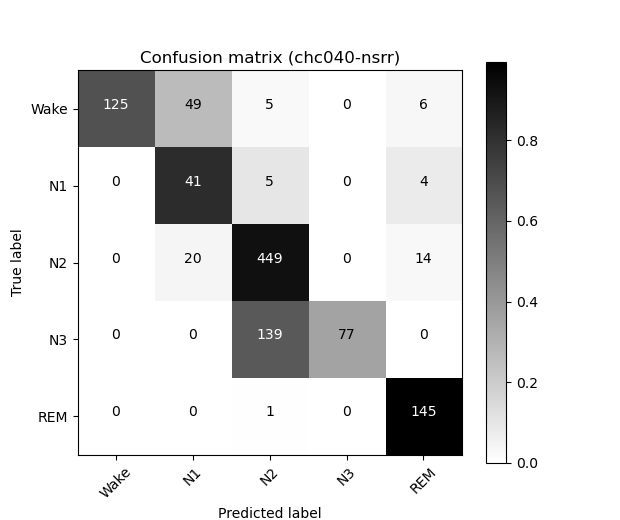 Confusion matrix (chc040-nsrr)
True label
Wake 125 49 5 0 6
N1 0 41 5 0 4
N2 0 20 449 0 14
N3 0 0 139 77 0
REM 0 0 1 0 145
Wake N1 N2 N3 REM
Predicted label
0.8
0.6
0.4
0.2
0.0